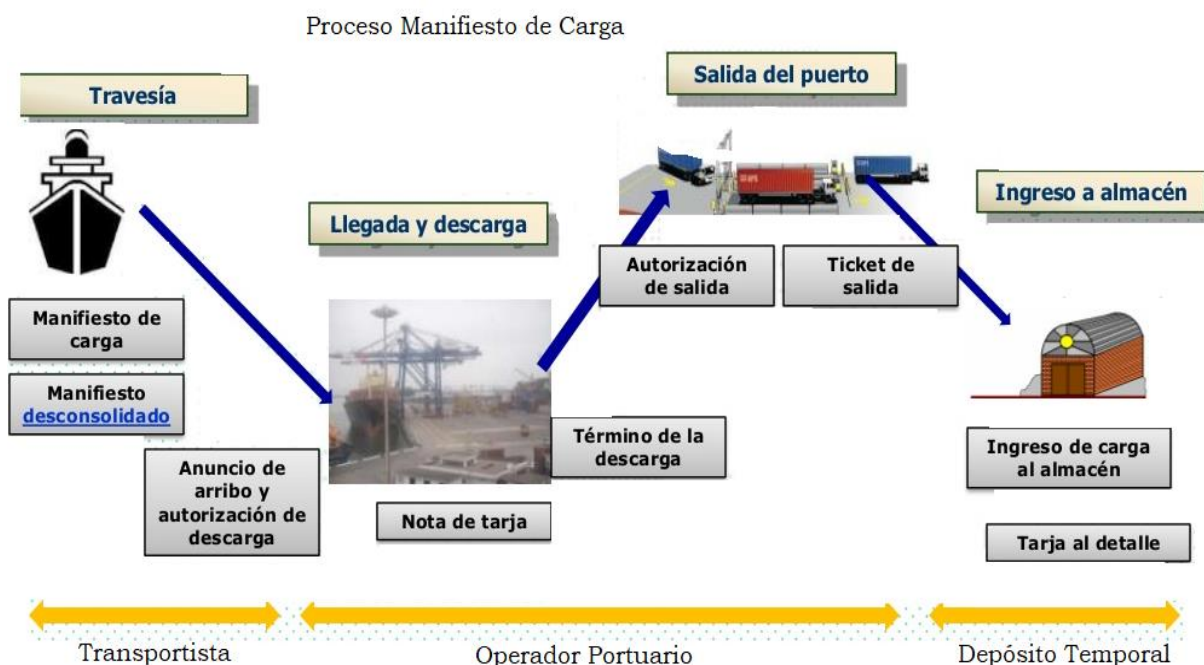 Proceso Manifiesto de Carga
Travesía
Salida del puerto
Llegada y descarga
Ingreso a almacén
Manifiesto de
carga
Manifiesto
desconsolidado
Anuncio de
arribo y
autorización de
descarga
Nota de tarja
Término de la
descarga
Autorización
de salida
Ticket de
salida
Ingreso de carga
al almacén
Tarja al detalle
Transportista
Operador Portuario
Depósito Temporal